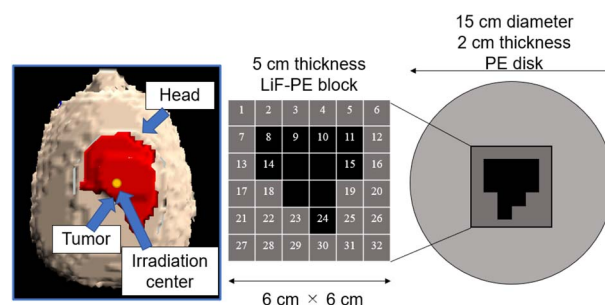 Head
Tumor
Irradiation
center
5 cm thickness
LiF-PE block
1 2 3 4 5 6
7 8 9 10 11 12
13 14 15 16
17 18 19 20
21 22 23 24 25 26
27 28 29 30 31 32
6 cm × 6 cm
15 cm diameter
2 cm thickness
PE disk